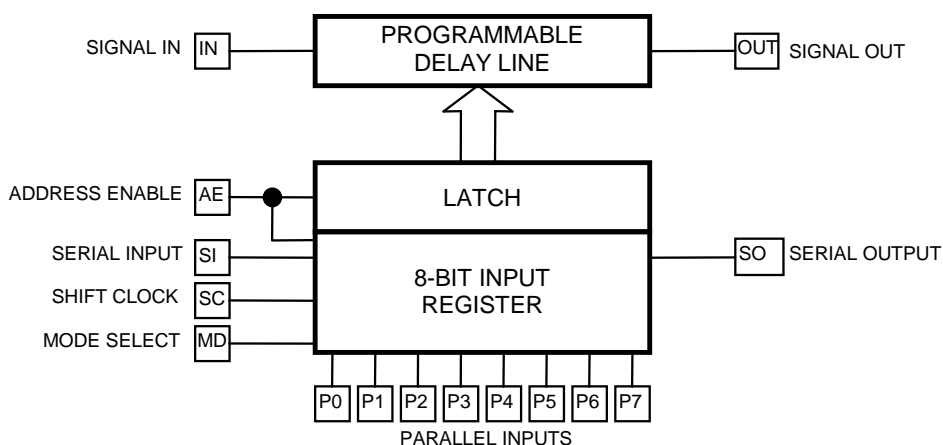 SIGNAL IN
IN
PROGRAMMABLE
DELAY LINE
OUT
SIGNAL OUT
ADDRESS ENABLE
AE
LATCH
SERIAL INPUT
SI
8-BIT INPUT
REGISTER
SO
SERIAL OUTPUT
SHIFT CLOCK
SC
MODE SELECT
MD
P0 P1 P2 P3 P4 P5 P6 P7
PARALLEL INPUTS